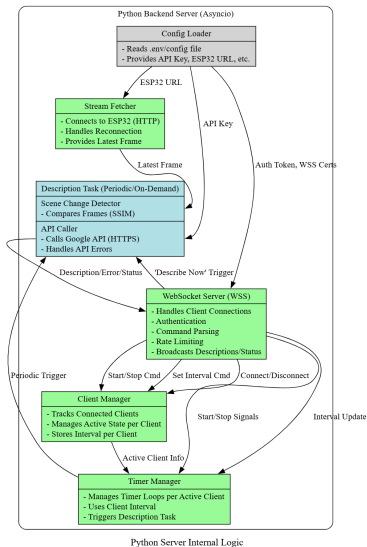 Python Backend Server (Asyncio)
Config Loader
- Reads .env/config file
- Provides API Key, ESP32 URL, etc.
ESP32 URL
Stream Fetcher
- Connects to ESP32 (HTTP)
- Handles Reconnection
- Provides Latest Frame
API Key
Latest Frame
Auth Token, WSS Certs
Description Task (Periodic/On-Demand)
Scene Change Detector
- Compares Frames (SSIM)
API Caller
- Calls Google API (HTTPS)
- Handles API Errors
Description/Error/Status
'Describe Now' Trigger
WebSocket Server (WSS)
- Handles Client Connections
- Authentication
- Command Parsing
- Rate Limiting
- Broadcasts Descriptions/Status
Periodic Trigger
Start/Stop Cmd
Set Interval Cmd
Connect/Disconnect
Client Manager
- Tracks Connected Clients
- Manages Active State per Client
- Stores Interval per Client
Start/Stop Signals
Interval Update
Active Client Info
Timer Manager
- Manages Timer Loops per Active Client
- Uses Client Interval
- Triggers Description Task
Python Server Internal Logic